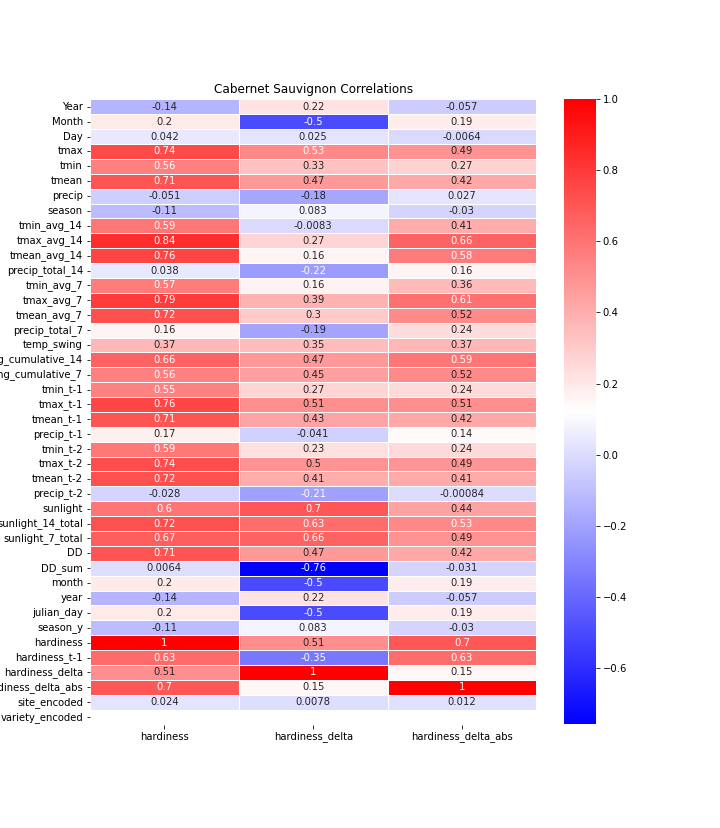 Cabernet Sauvignon Correlations
Year -0.14 0.22 -0.057
Month 0.2 -0.5 0.19
Day 0.042 0.025 -0.0064
tmax 0.74 0.53 0.49
tmin 0.56 0.33 0.27
tmean 0.71 0.47 0.42
precip -0.051 -0.18 0.027
season -0.11 0.083 -0.03
tmin_avg_14 0.59 -0.0083 0.41
tmax_avg_14 0.84 0.27 0.66
tmean_avg_14 0.76 0.16 0.58
precip_total_14 0.038 -0.22 0.16
tmin_avg_7 0.57 0.16 0.36
tmax_avg_7 0.79 0.39 0.61
tmean_avg_7 0.72 0.3 0.52
precip_total_7 0.16 -0.19 0.24
temp_swing 0.37 0.35 0.37
g_cumulative_14 0.66 0.47 0.59
ng_cumulative_7 0.56 0.45 0.52
tmin_t-1 0.55 0.27 0.24
tmax_t-1 0.76 0.51 0.51
tmean_t-1 0.71 0.43 0.42
precip_t-1 0.17 -0.041 0.14
tmin_t-2 0.59 0.23 0.24
tmax_t-2 0.74 0.5 0.49
tmean_t-2 0.72 0.41 0.41
precip_t-2 -0.028 -0.21 -0.00084
sunlight 0.6 0.7 0.44
sunlight_14_total 0.72 0.63 0.53
sunlight_7_total 0.67 0.66 0.49
DD 0.71 0.47 0.42
DD_sum 0.0064 -0.76 -0.031
month 0.2 -0.5 0.19
year -0.14 0.22 -0.057
julian_day 0.2 -0.5 0.19
season_y -0.11 0.083 -0.03
hardiness 1 0.51 0.7
hardiness_t-1 0.63 -0.35 0.63
hardiness_delta 0.51 1 0.15
diness_delta_abs 0.7 0.15 1
site_encoded 0.024 0.0078 0.012
variety_encoded
hardiness hardiness_delta hardiness_delta_abs
1.0
0.8
0.6
0.4
0.2
0.0
-0.2
-0.4
-0.6